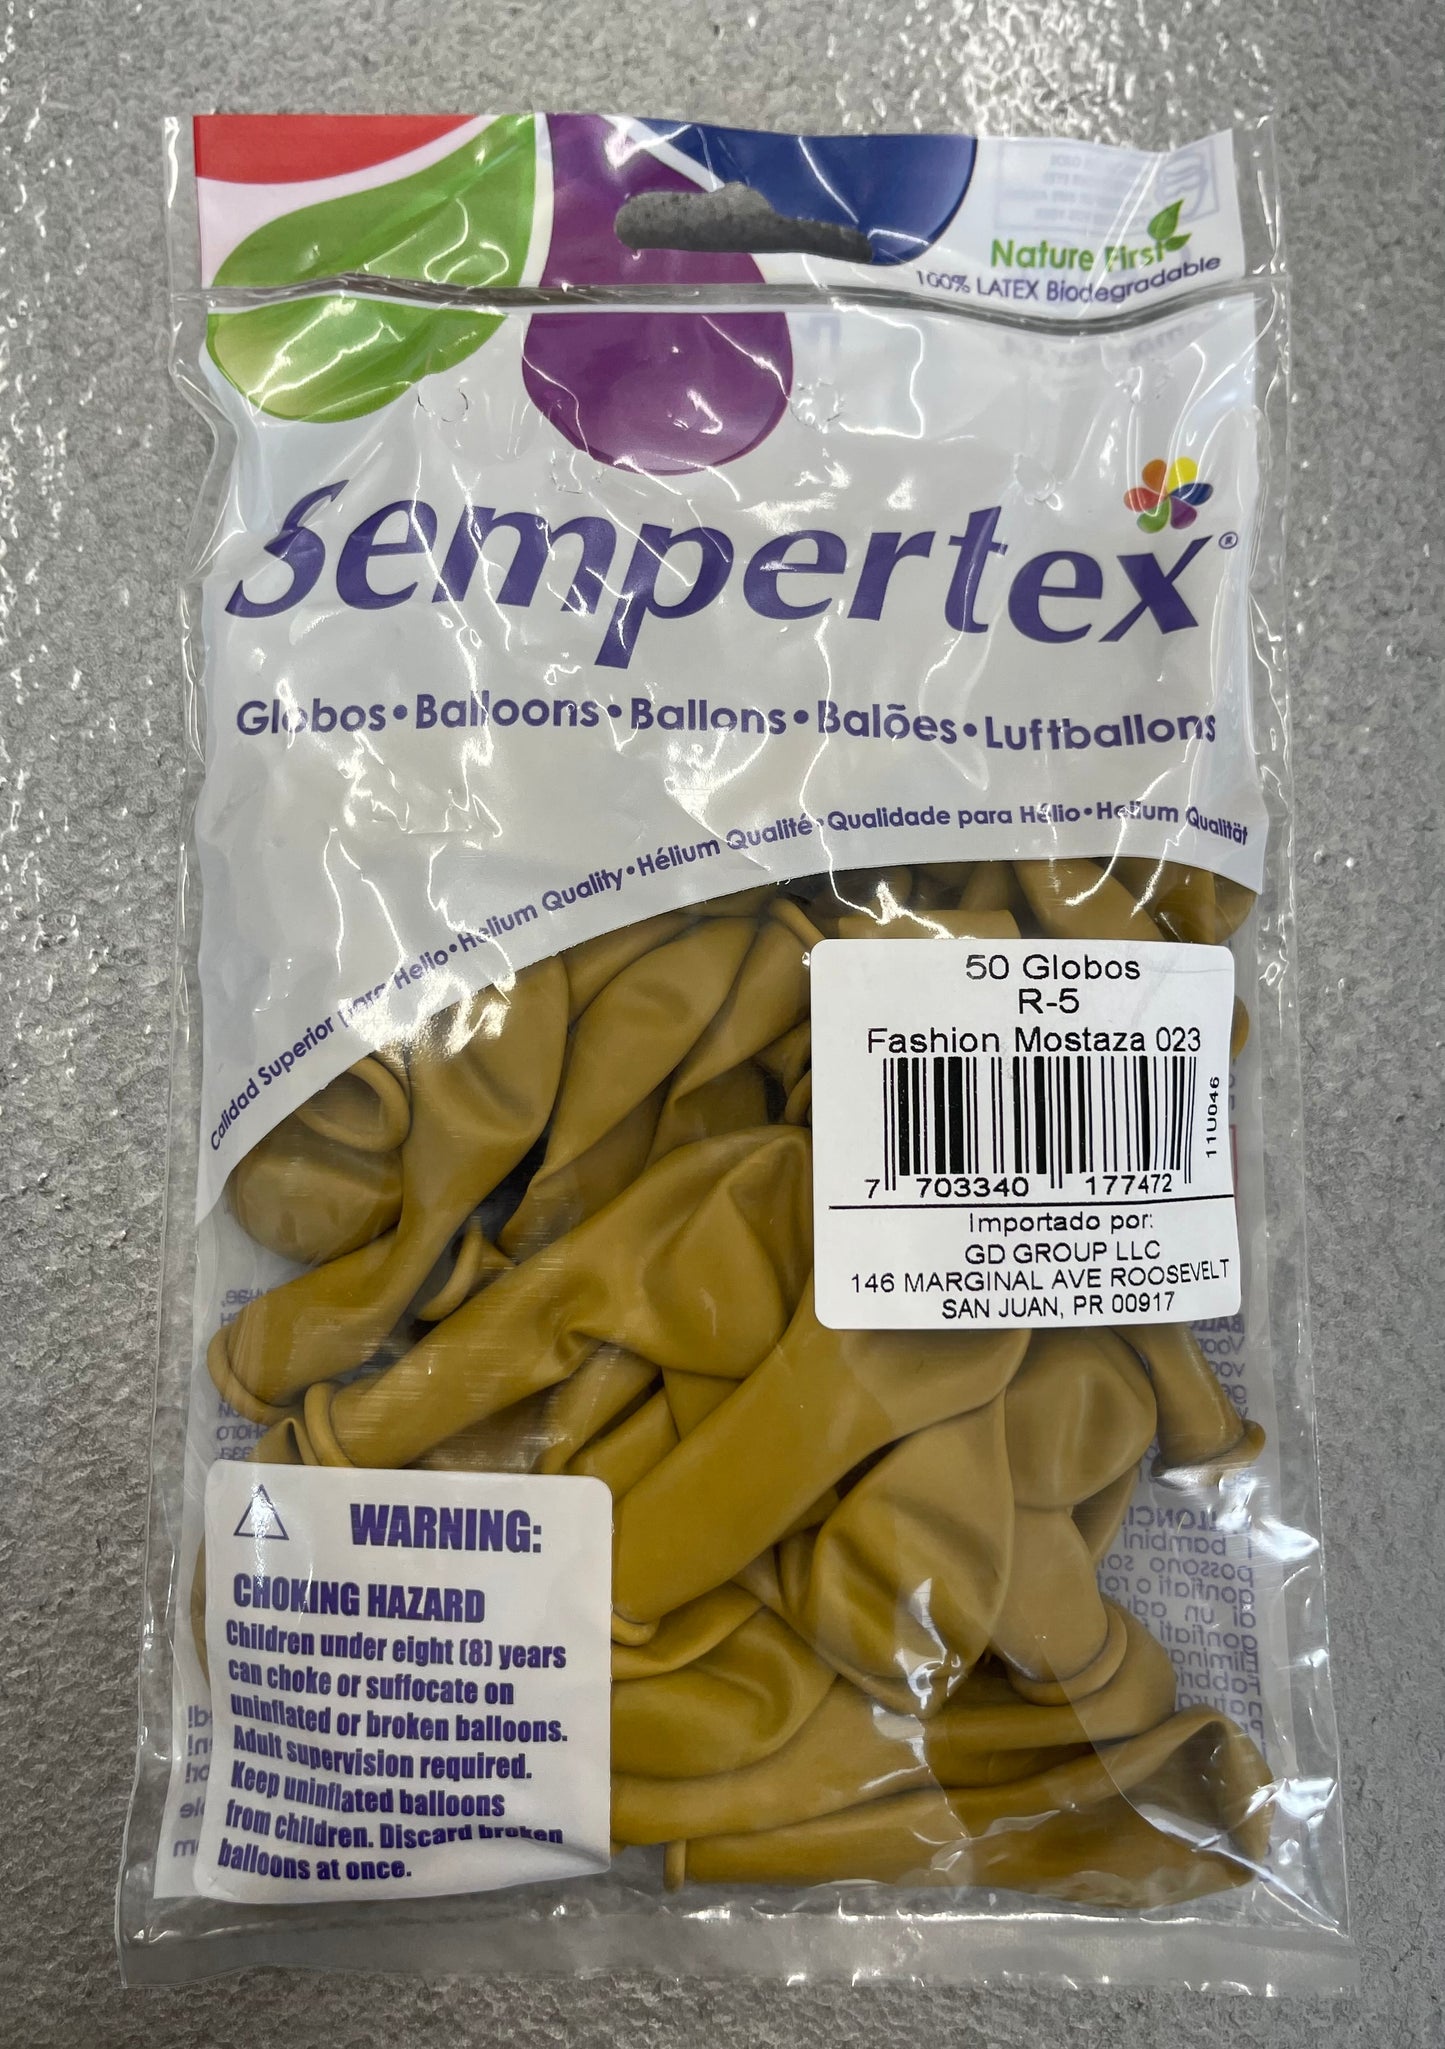 Nature First
100% LATEX Biodegradable
Sempertex®
Globos•Balloons•Ballons•Balões•Luftballons
Calidad Superior para Helio•Helium Quality•Hélium Qualité•Qualidade para Hélio•Helium Qualität
50 Globos
R-5
Fashion Mostaza 023
11U046
7 703340 177472
Importado por:
GD GROUP LLC
146 MARGINAL AVE ROOSEVELT
SAN JUAN, PR 00917
WARNING:
CHOKING HAZARD
Children under eight (8) years
can choke or suffocate on
uninflated or broken balloons.
Adult supervision required.
Keep uninflated balloons
from children. Discard broken
balloons at once.